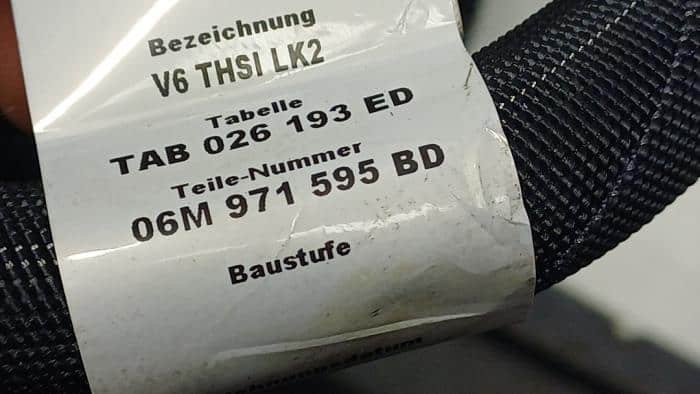 Bezeichnung
V6 THSI LK2
Tabelle
TAB 026 193 ED
Teile-Nummer
06M 971 595 BD
Baustufe